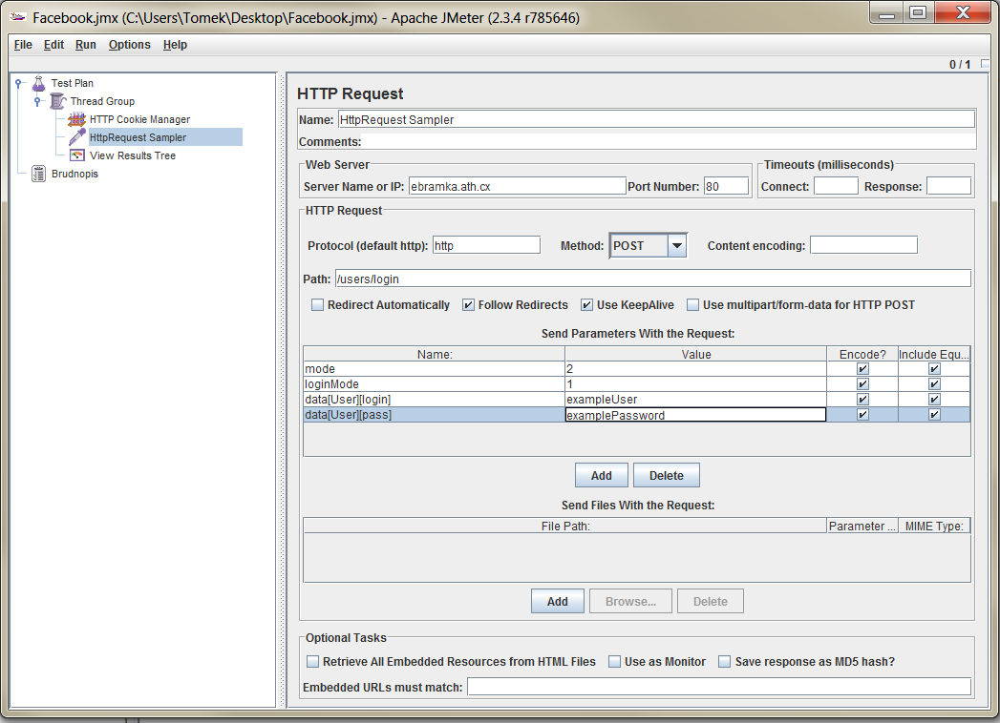 Facebook.jmx (C:\Users\Tomek\Desktop\Facebook.jmx) - Apache JMeter (2.3.4 r785646)
File Edit Run Options Help
0 / 1
Test Plan
Thread Group
HTTP Cookie Manager
HttpRequest Sampler
View Results Tree
Brudnopis
HTTP Request
Name: HttpRequest Sampler
Comments:
Web Server
Server Name or IP: ebramka.ath.cx Port Number: 80
Timeouts (milliseconds)
Connect: Response:
HTTP Request
Protocol (default http): http Method: POST Content encoding:
Path: /users/login
Redirect Automatically Follow Redirects Use KeepAlive Use multipart/form-data for HTTP POST
Send Parameters With the Request:
Name: Value Encode? Include Equ...
mode 2
loginMode 1
data[User][login] exampleUser
data[User][pass] examplePassword
Add Delete
Send Files With the Request:
File Path: Parameter ... MIME Type:
Add Browse... Delete
Optional Tasks
Retrieve All Embedded Resources from HTML Files Use as Monitor Save response as MD5 hash?
Embedded URLs must match: